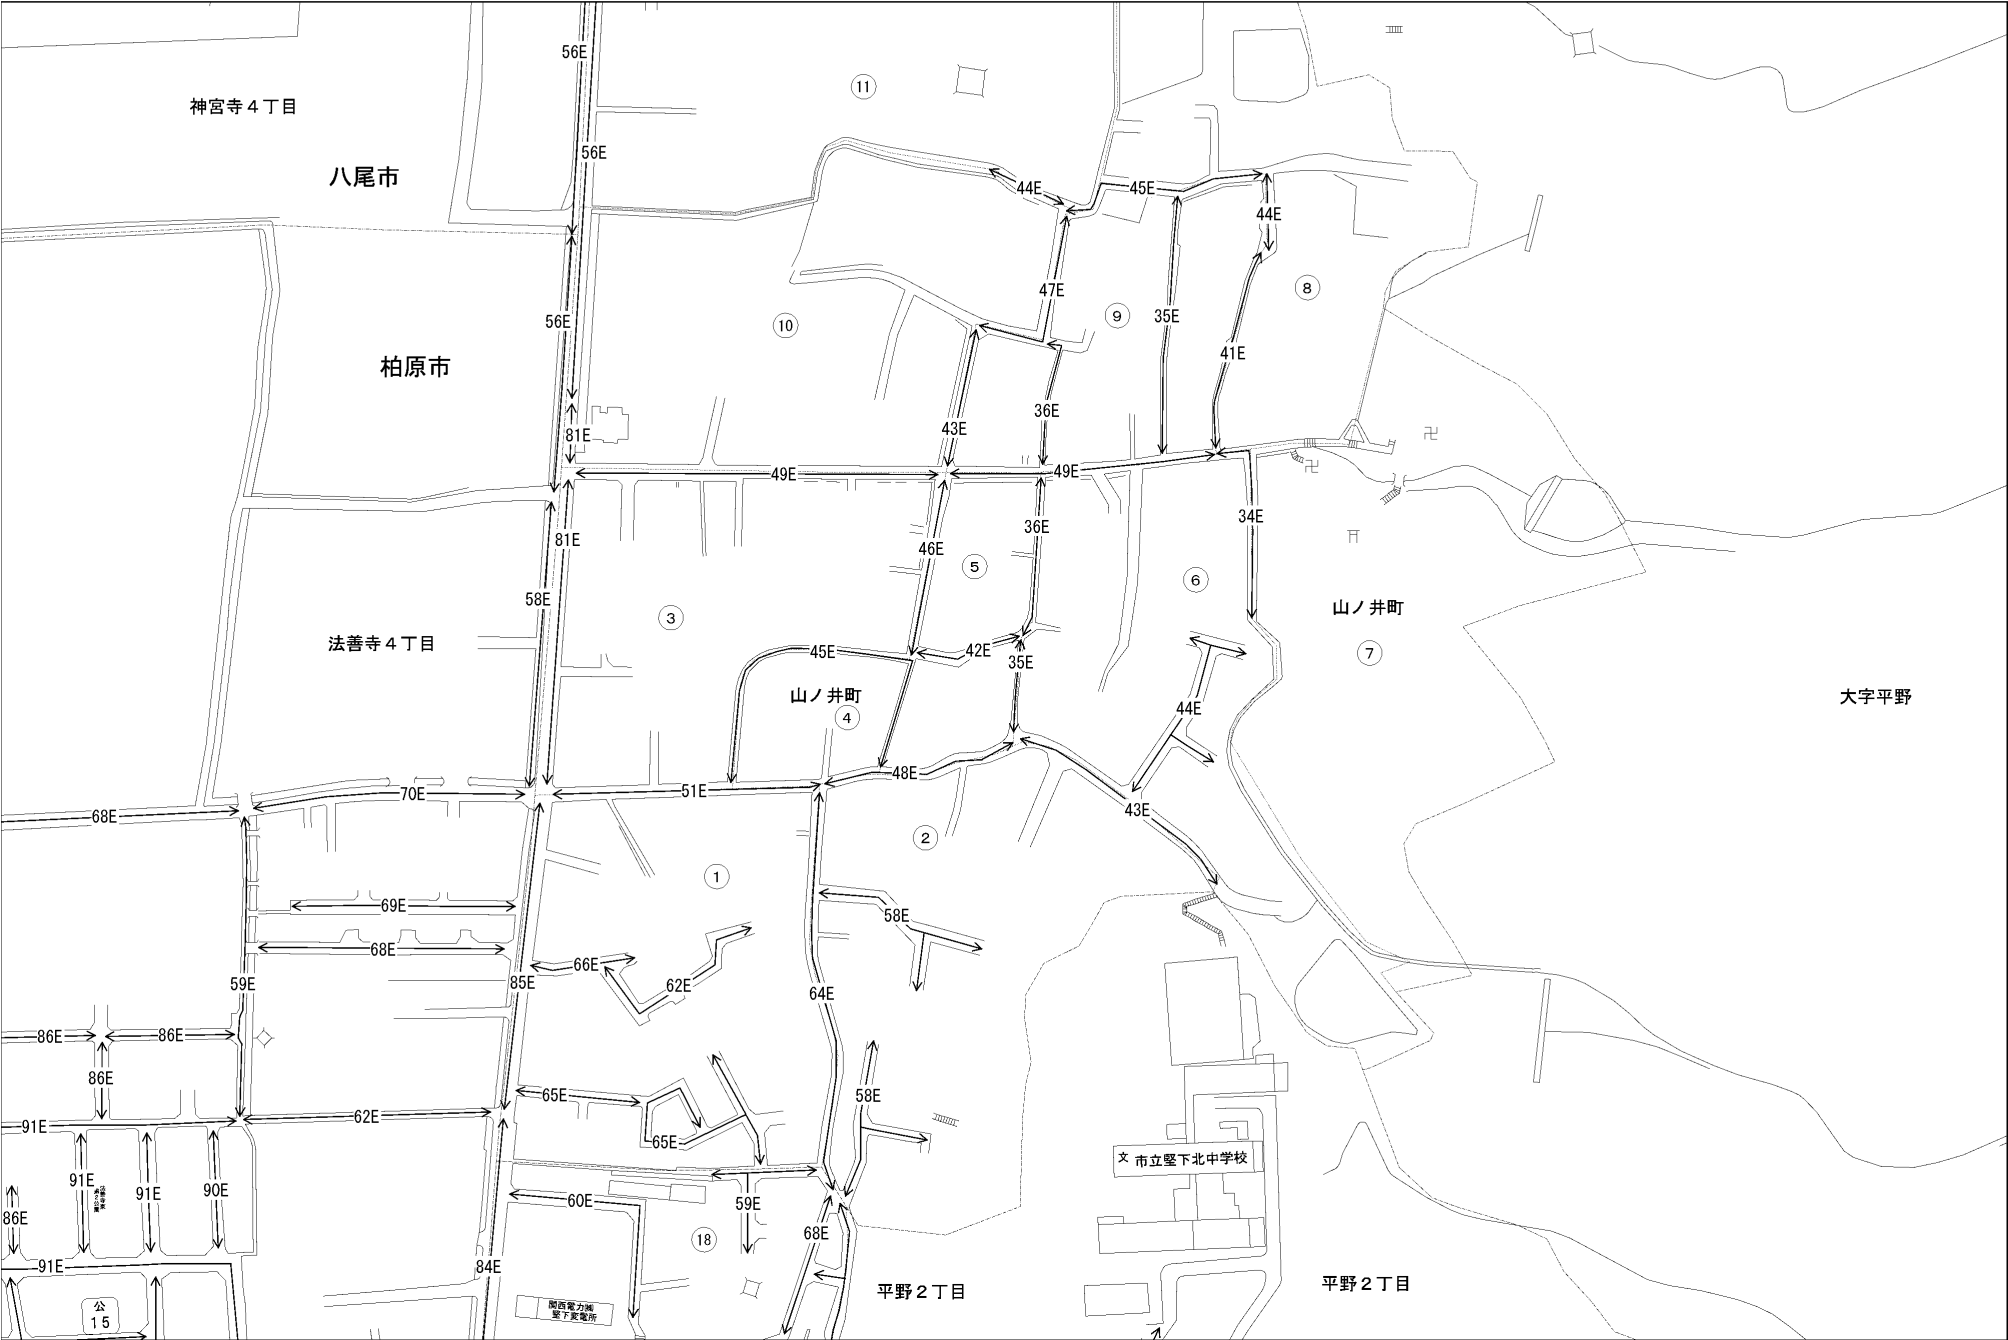 56E
⑪
神宮寺４丁目
56E
八尾市
44E
45E
44E
47E
⑧
⑨
35E
56E
⑩
41E
柏原市
36E
43E
81E
49E
49E
34E
36E
81E
46E
⑤
⑥
58E
山ノ井町
③
法善寺４丁目
45E
42E
⑦
35E
山ノ井町
大字平野
44E
④
48E
51E
70E
68E
43E
②
①
69E
58E
68E
66E
59E
85E
62E
64E
86E
86E
86E
65E
58E
62E
91E
65E
文 市立堅下北中学校
91E
91E
90E
60E
59E
86E
68E
⑱
91E
84E
平野２丁目
平野２丁目
公
１５
関西電力㈱
堅下変電所